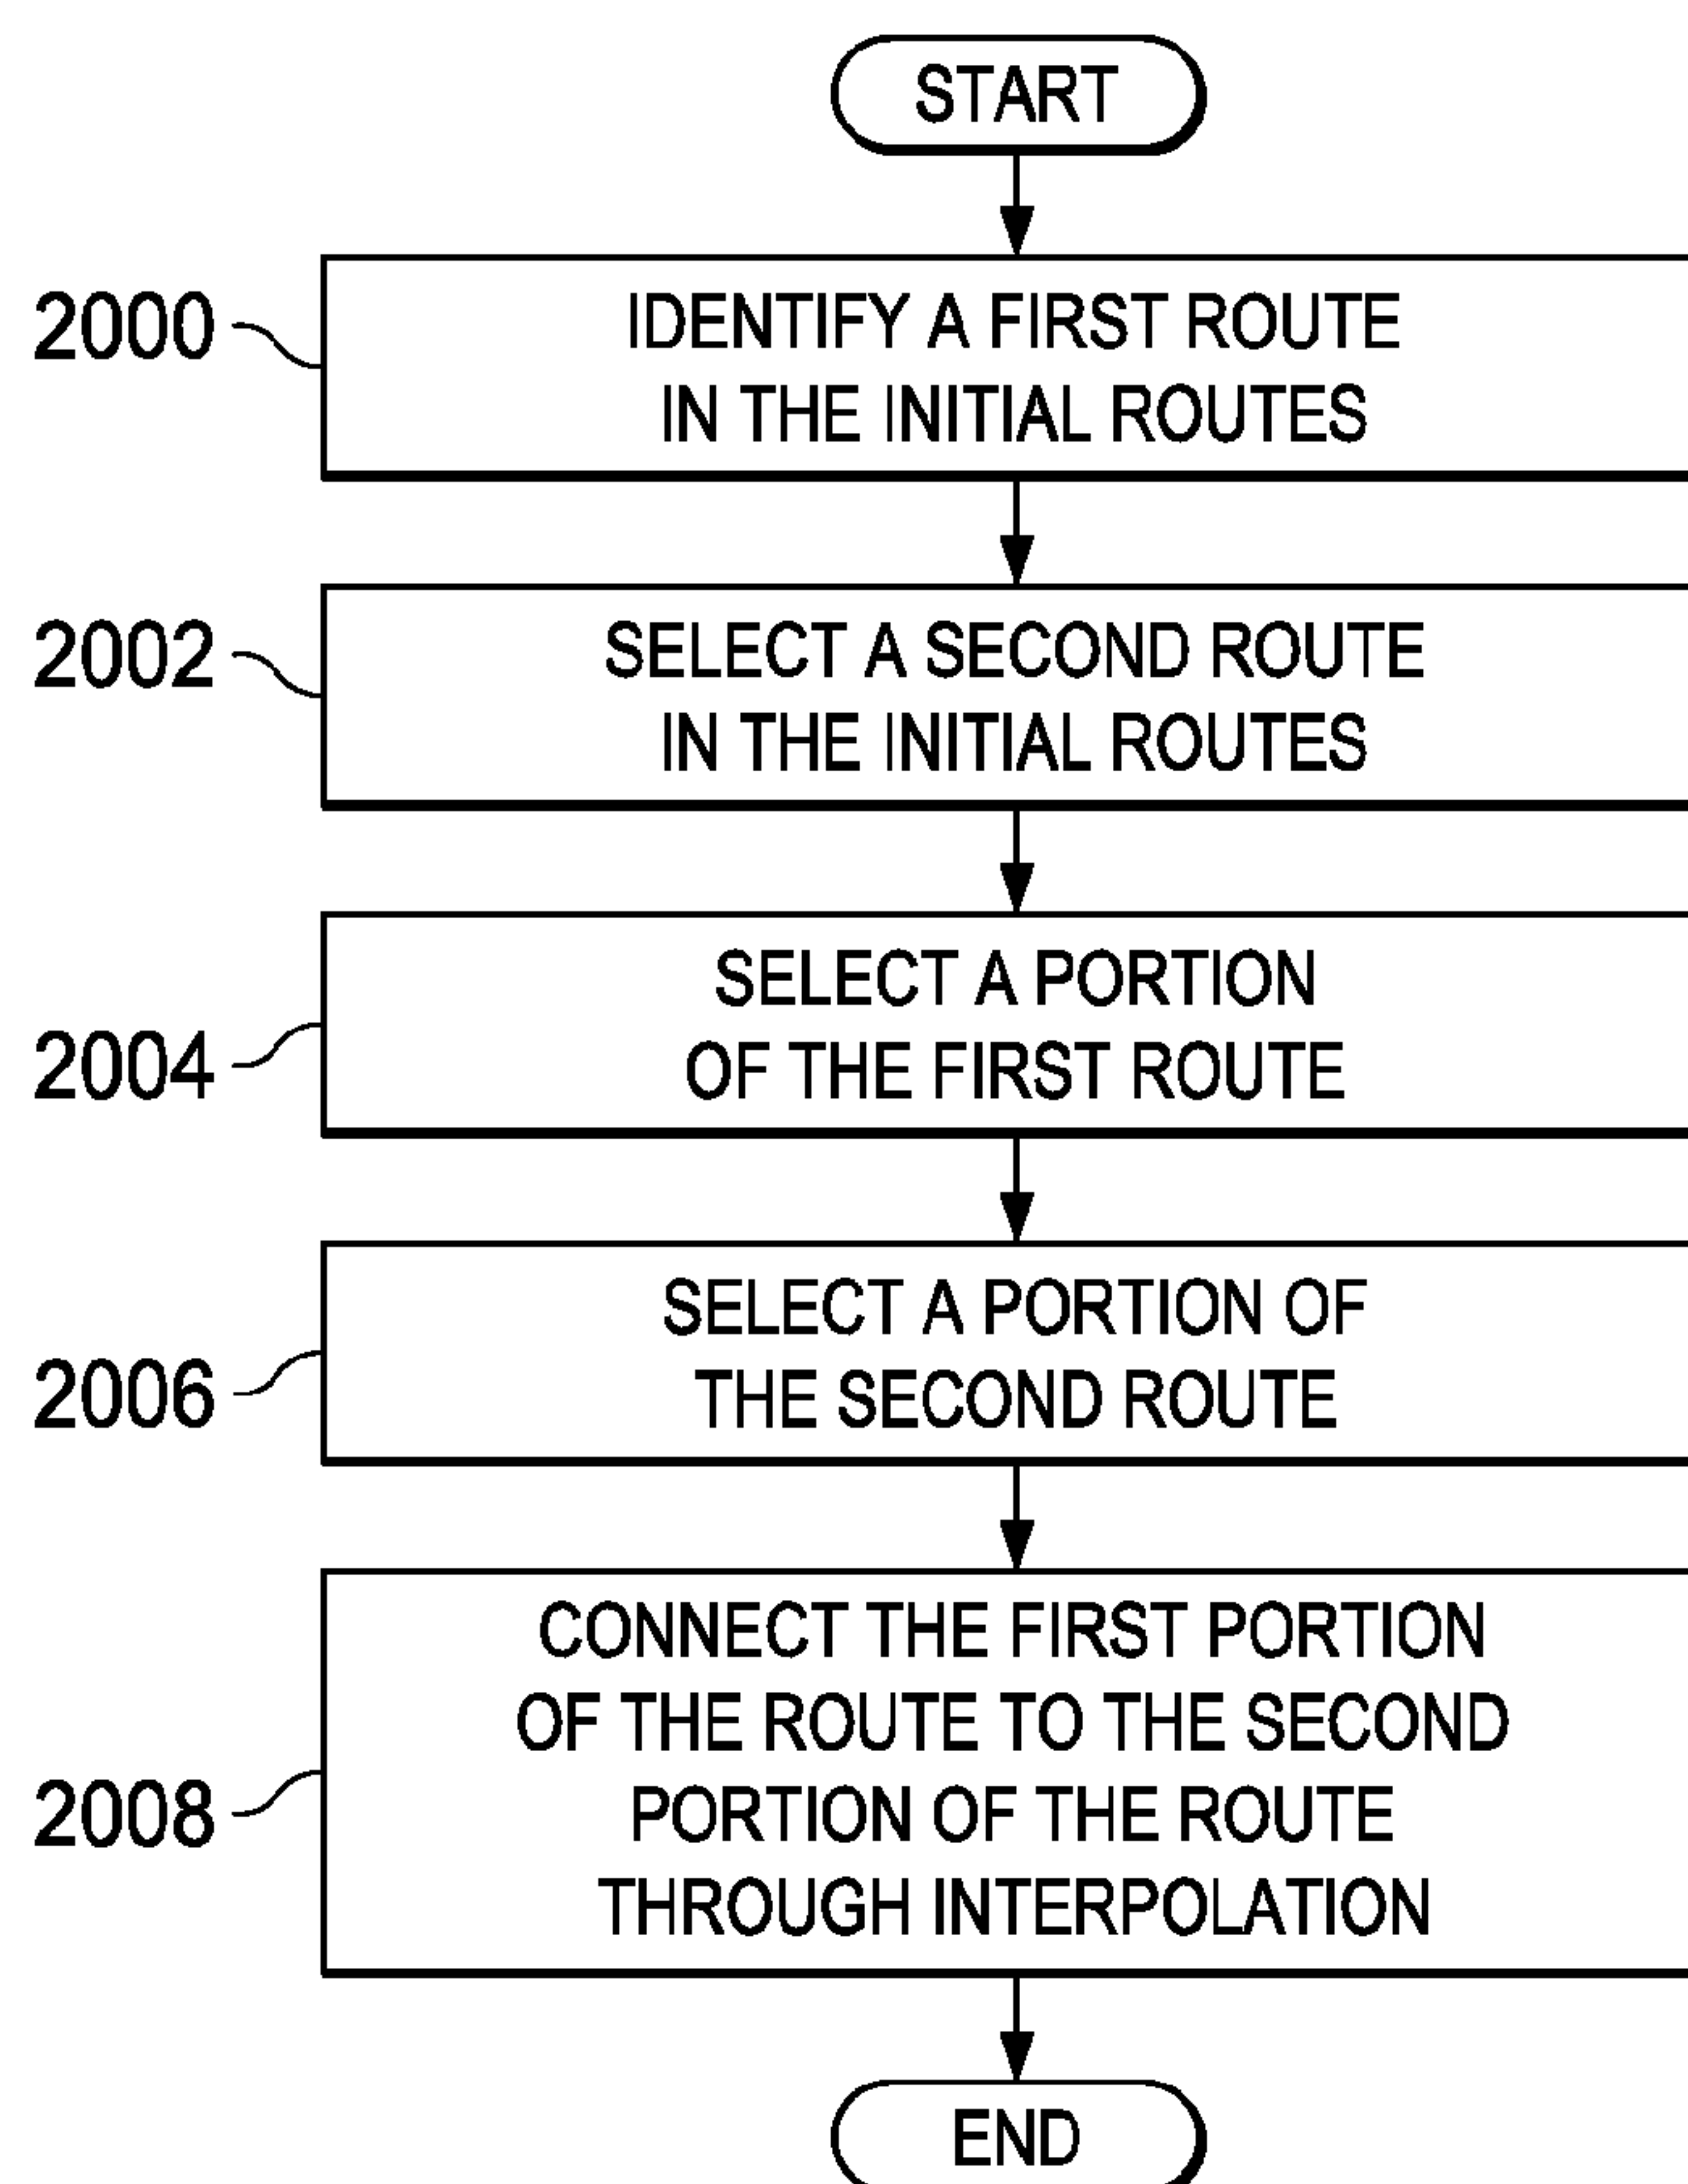 START
2000
IDENTIFY A FIRST ROUTE
IN THE INITIAL ROUTES
2002
SELECT A SECOND ROUTE
IN THE INITIAL ROUTES
2004
SELECT A PORTION
OF THE FIRST ROUTE
2006
SELECT A PORTION OF
THE SECOND ROUTE
2008
CONNECT THE FIRST PORTION
OF THE ROUTE TO THE SECOND
PORTION OF THE ROUTE
THROUGH INTERPOLATION
END